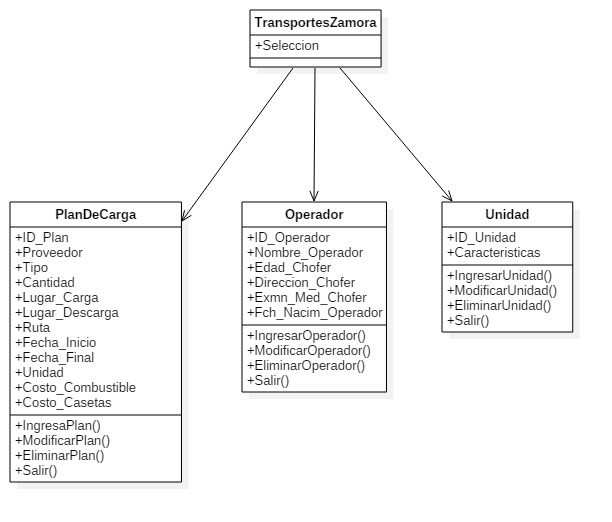 TransportesZamora
+Seleccion
PlanDeCarga
+ID_Plan
+Proveedor
+Tipo
+Cantidad
+Lugar_Carga
+Lugar_Descarga
+Ruta
+Fecha_Inicio
+Fecha_Final
+Unidad
+Costo_Combustible
+Costo_Casetas
+IngresaPlan()
+ModificarPlan()
+EliminarPlan()
+Salir()
Operador
+ID_Operador
+Nombre_Operador
+Edad_Chofer
+Direccion_Chofer
+Exmn_Med_Chofer
+Fch_Nacim_Operador
+IngresarOperador()
+ModificarOperador()
+EliminarOperador()
+Salir()
Unidad
+ID_Unidad
+Caracteristicas
+IngresarUnidad()
+ModificarUnidad()
+EliminarUnidad()
+Salir()